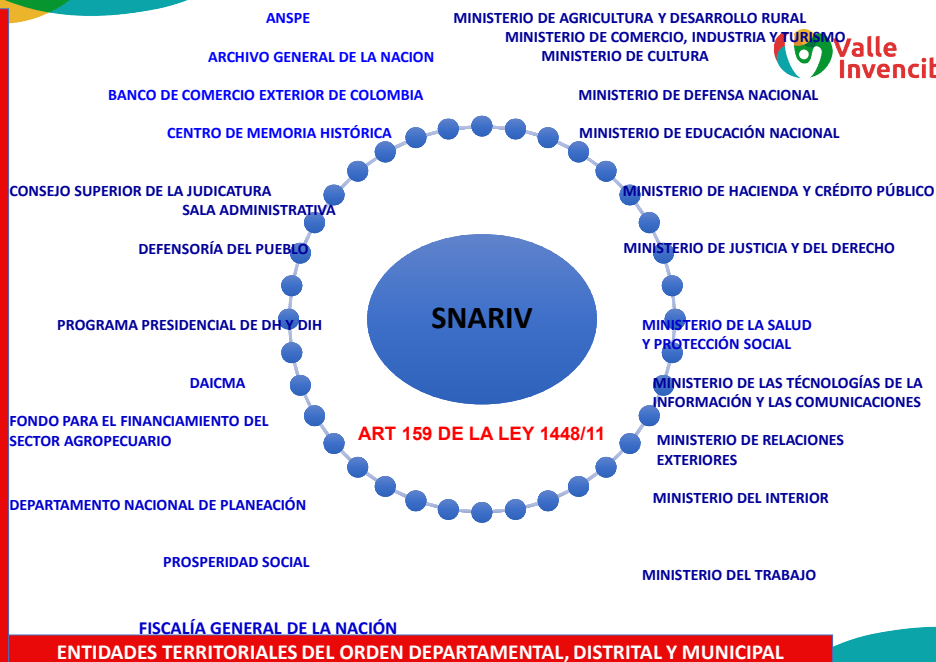 ANSPE
ARCHIVO GENERAL DE LA NACION
BANCO DE COMERCIO EXTERIOR DE COLOMBIA
CENTRO DE MEMORIA HISTÓRICA
CONSEJO SUPERIOR DE LA JUDICATURA
SALA ADMINISTRATIVA
DEFENSORÍA DEL PUEBLO
PROGRAMA PRESIDENCIAL DE DH Y DIH
DAICMA
FONDO PARA EL FINANCIAMIENTO DEL
SECTOR AGROPECUARIO
DEPARTAMENTO NACIONAL DE PLANEACIÓN
PROSPERIDAD SOCIAL
FISCALÍA GENERAL DE LA NACIÓN
SNARIV
ART 159 DE LA LEY 1448/11
MINISTERIO DE AGRICULTURA Y DESARROLLO RURAL
MINISTERIO DE COMERCIO, INDUSTRIA Y TURISMO
MINISTERIO DE CULTURA
MINISTERIO DE DEFENSA NACIONAL
MINISTERIO DE EDUCACIÓN NACIONAL
MINISTERIO DE HACIENDA Y CRÉDITO PÚBLICO
MINISTERIO DE JUSTICIA Y DEL DERECHO
MINISTERIO DE LA SALUD
Y PROTECCIÓN SOCIAL
MINISTERIO DE LAS TÉCNOLOGÍAS DE LA
INFORMACIÓN Y LAS COMUNICACIONES
MINISTERIO DE RELACIONES
EXTERIORES
MINISTERIO DEL INTERIOR
MINISTERIO DEL TRABAJO
Valle
Invencib
ENTIDADES TERRITORIALES DEL ORDEN DEPARTAMENTAL, DISTRITAL Y MUNICIPAL